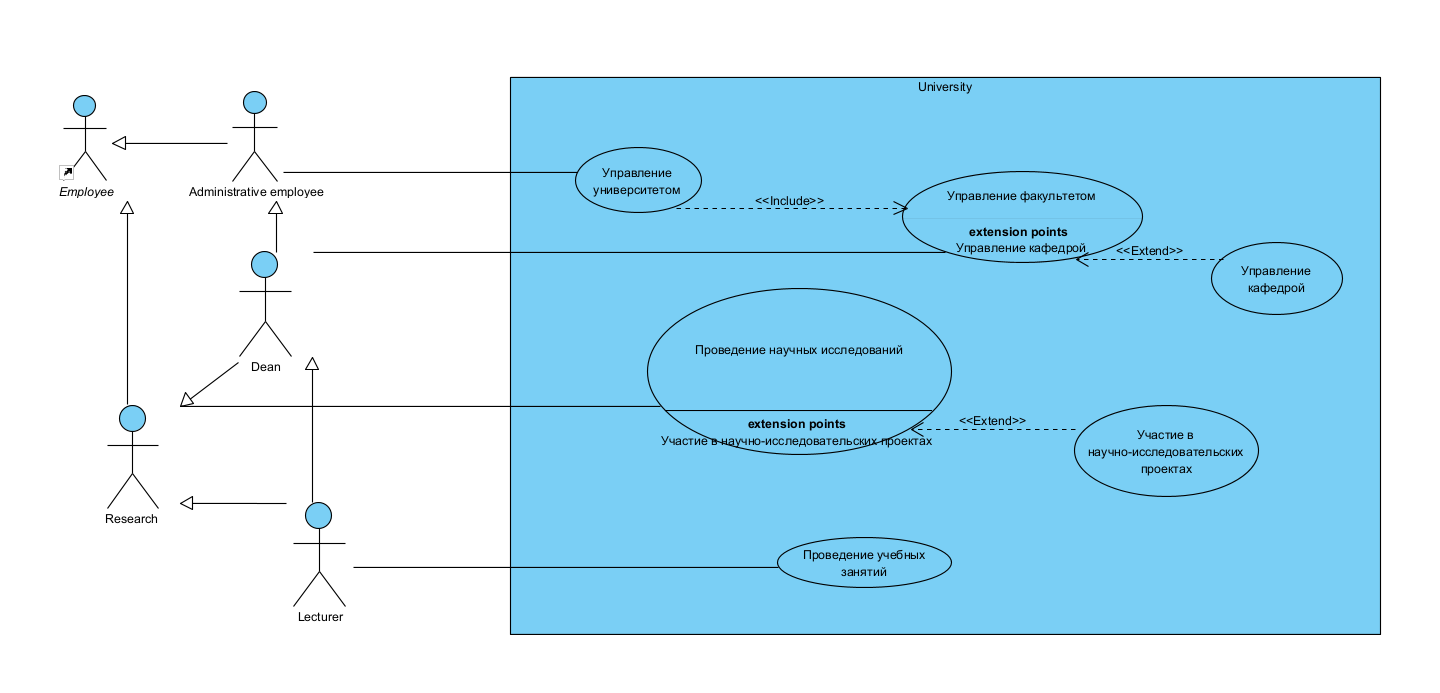 University
Employee
Administrative employee
Управление
университетом
<<Include>>
Управление факультетом
extension points
Управление кафедрой
<<Extend>>
Управление
кафедрой
Dean
Проведение научных исследований
extension points
Участие в научно-исследовательских проектах
<<Extend>>
Участие в
научно-исследовательских
проектах
Research
Проведение учебных
занятий
Lecturer